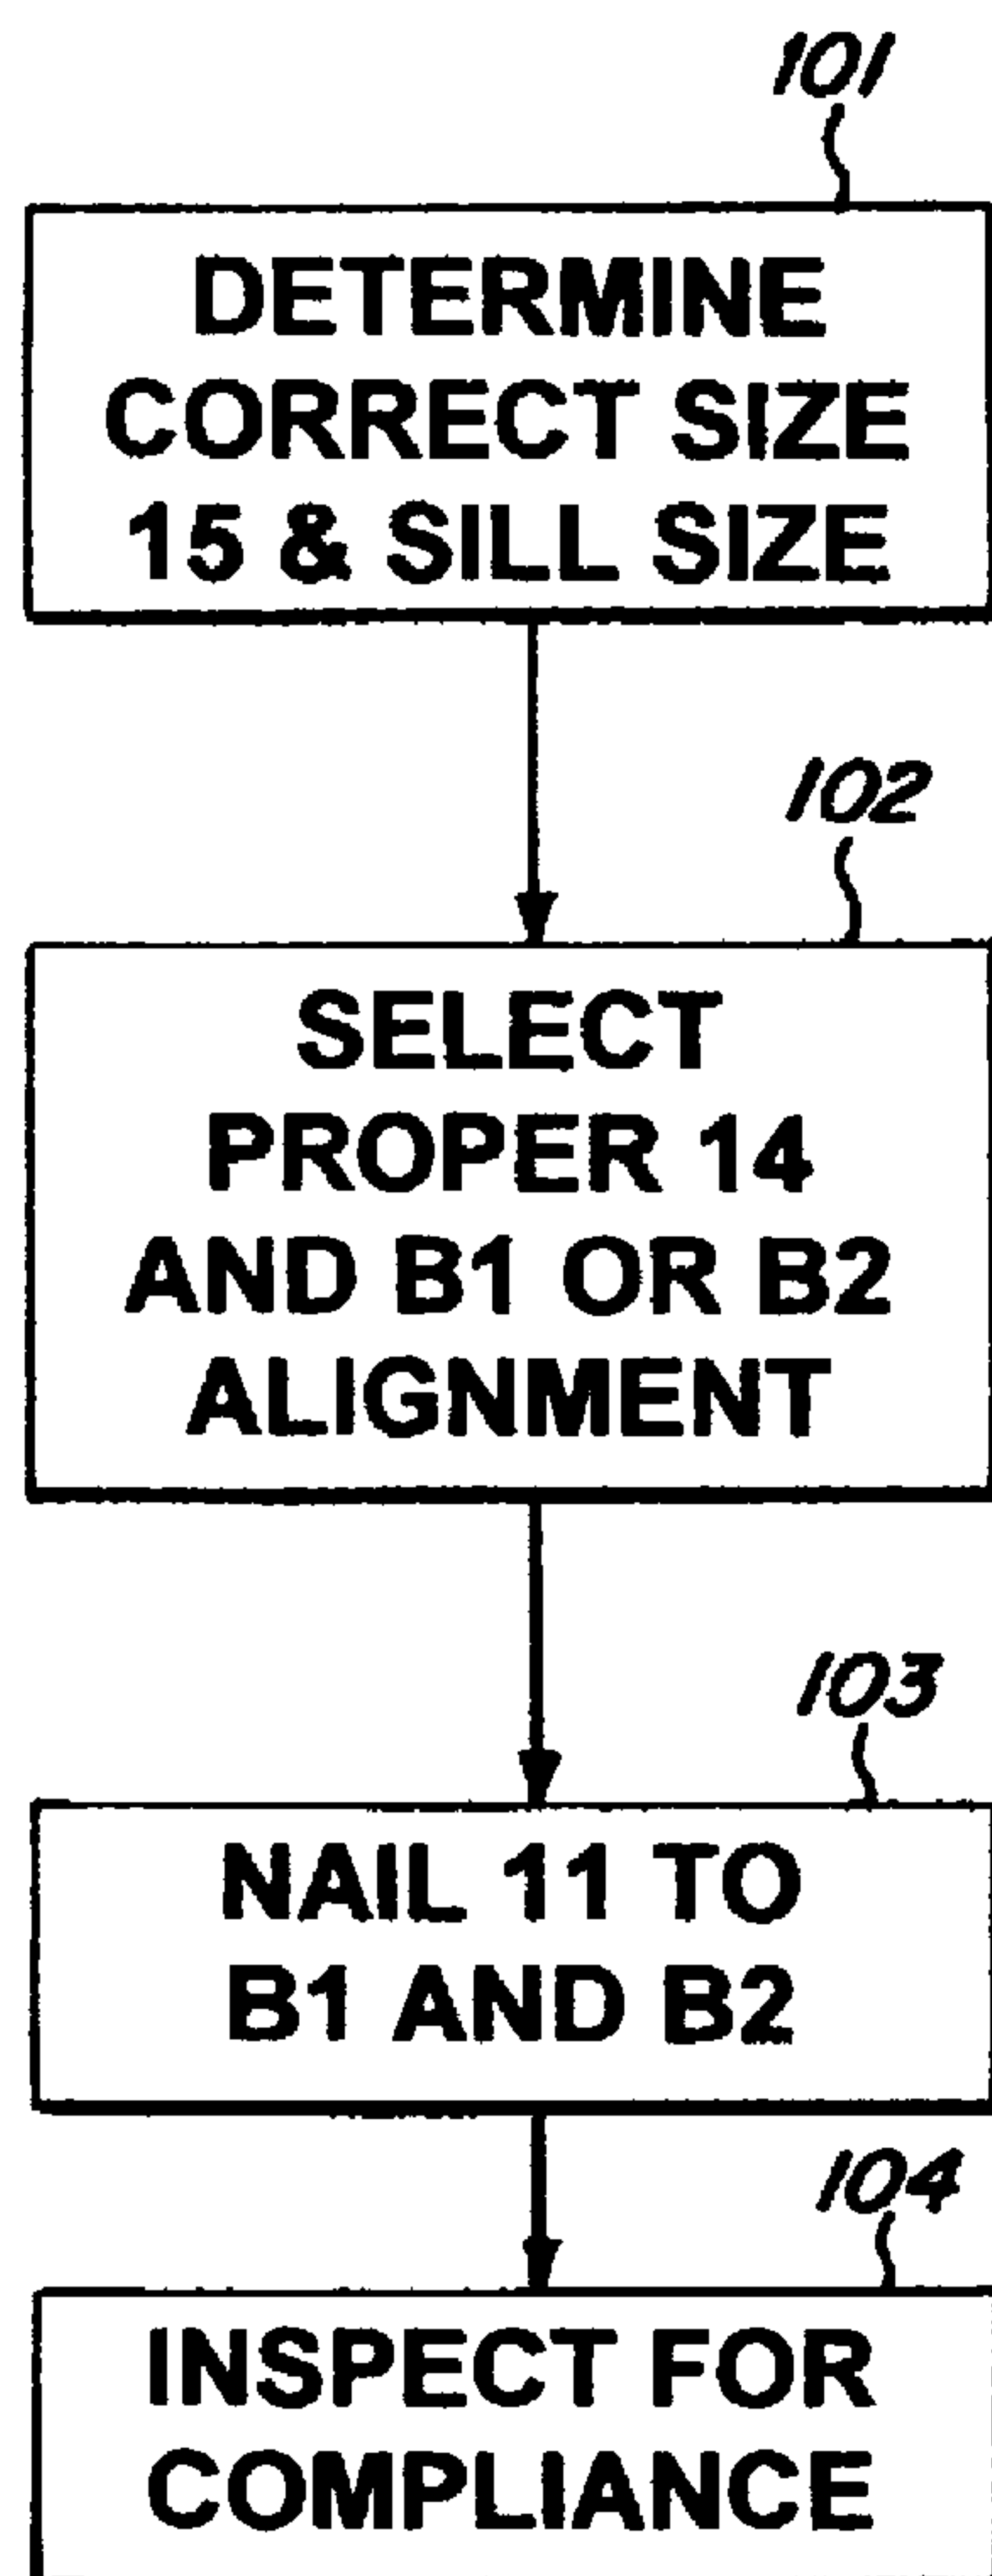 101
DETERMINE
CORRECT SIZE
15 & SILL SIZE
102
SELECT
PROPER 14
AND B1 OR B2
ALIGNMENT
103
NAIL 11 TO
B1 AND B2
104
INSPECT FOR
COMPLIANCE